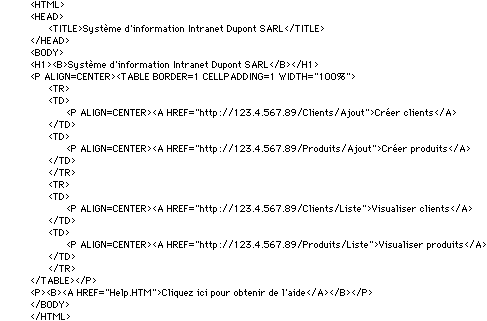 <HTML>
<HEAD>
<TITLE>Système d'information Intranet Dupont SARL</TITLE>
</HEAD>
<BODY>
<H1><B>Système d'information Intranet Dupont SARL</B></H1>
<P ALIGN=CENTER><TABLE BORDER=1 CELLPADDING=1 WIDTH="100%">
<TR>
<TD>
<P ALIGN=CENTER><A HREF="http://123.4.567.89/Clients/Ajout">Créer clients</A>
</TD>
<TD>
<P ALIGN=CENTER><A HREF="http://123.4.567.89/Produits/Ajout">Créer produits</A>
</TD>
</TR>
<TR>
<TD>
<P ALIGN=CENTER><A HREF="http://123.4.567.89/Clients/Liste">Visualiser clients</A>
</TD>
<TD>
<P ALIGN=CENTER><A HREF="http://123.4.567.89/Produits/Liste">Visualiser produits</A>
</TD>
</TR>
</TABLE></P>
<P><B><A HREF="Help.HTM">Cliquez ici pour obtenir de l'aide</A></B></P>
</BODY>
</HTML>